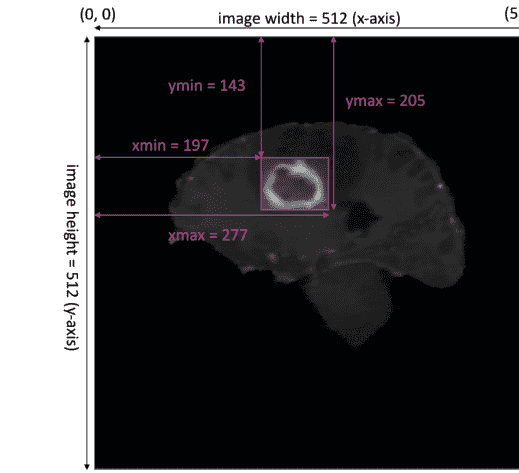 (0, 0)
(5
image width = 512 (x-axis)
ymin = 143
ymax = 205
xmin = 197
xmax = 277
image height = 512 (y-axis)